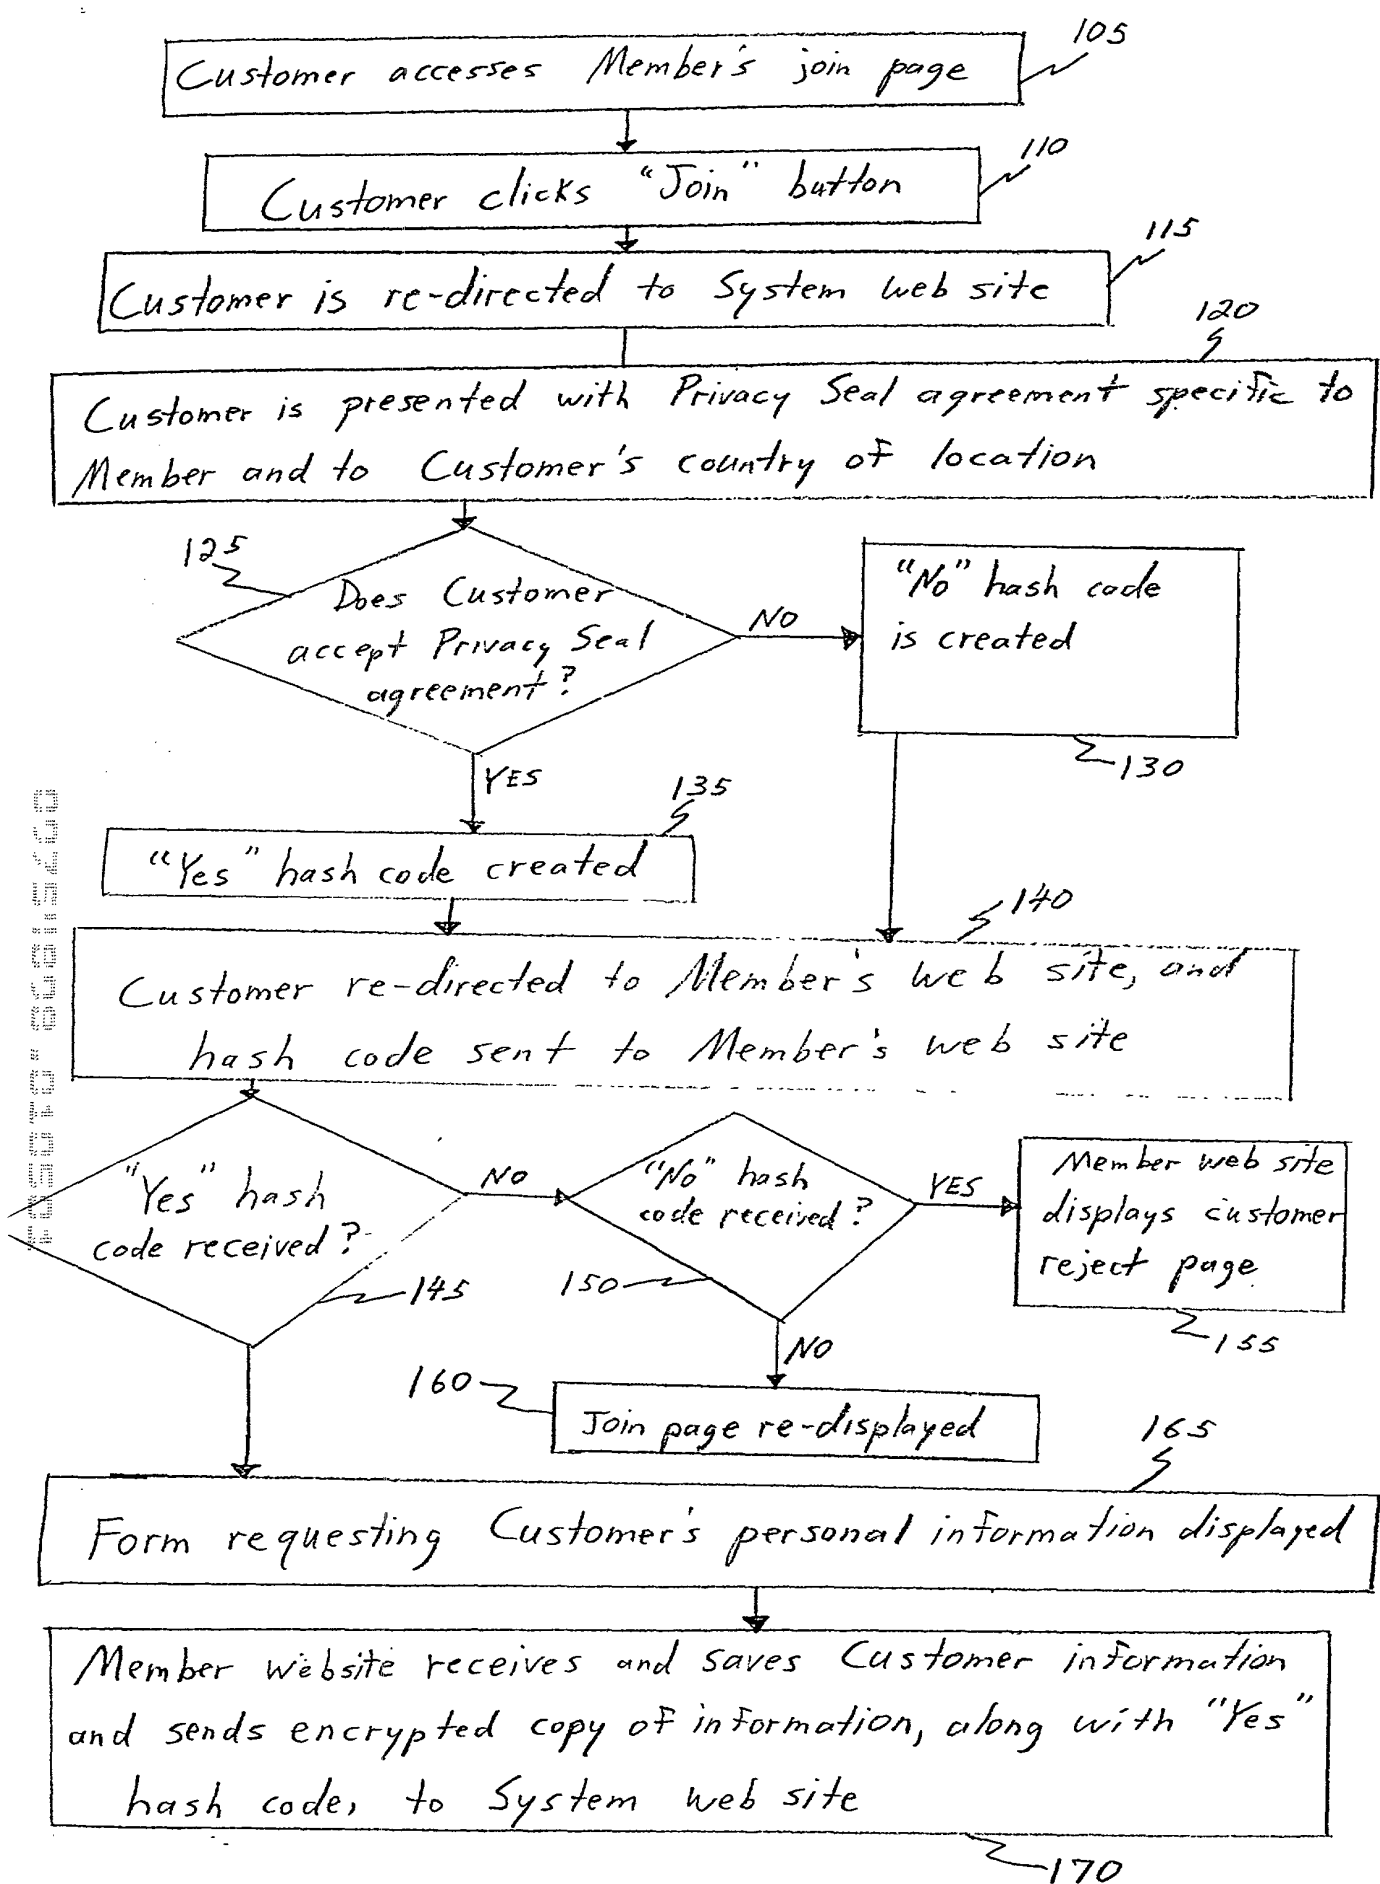 105
Customer accesses Member's join page
110
Customer clicks "Join" button
115
Customer is re-directed to System web site
120
Customer is presented with Privacy Seal agreement specific to
Member and to Customer's country of location
125
Does Customer
accept Privacy Seal
agreement?
NO
"No" hash code
is created
130
YES
135
"Yes" hash code created
140
Customer re-directed to Member's web site, and
hash code sent to Member's web site
"Yes" hash
code received?
145
NO
"No" hash
code received?
150
YES
Member web site
displays customer
reject page
155
NO
160
Join page re-displayed
165
Form requesting Customer's personal information displayed
Member website receives and saves Customer information
and sends encrypted copy of information, along with "Yes"
hash code, to System web site
170